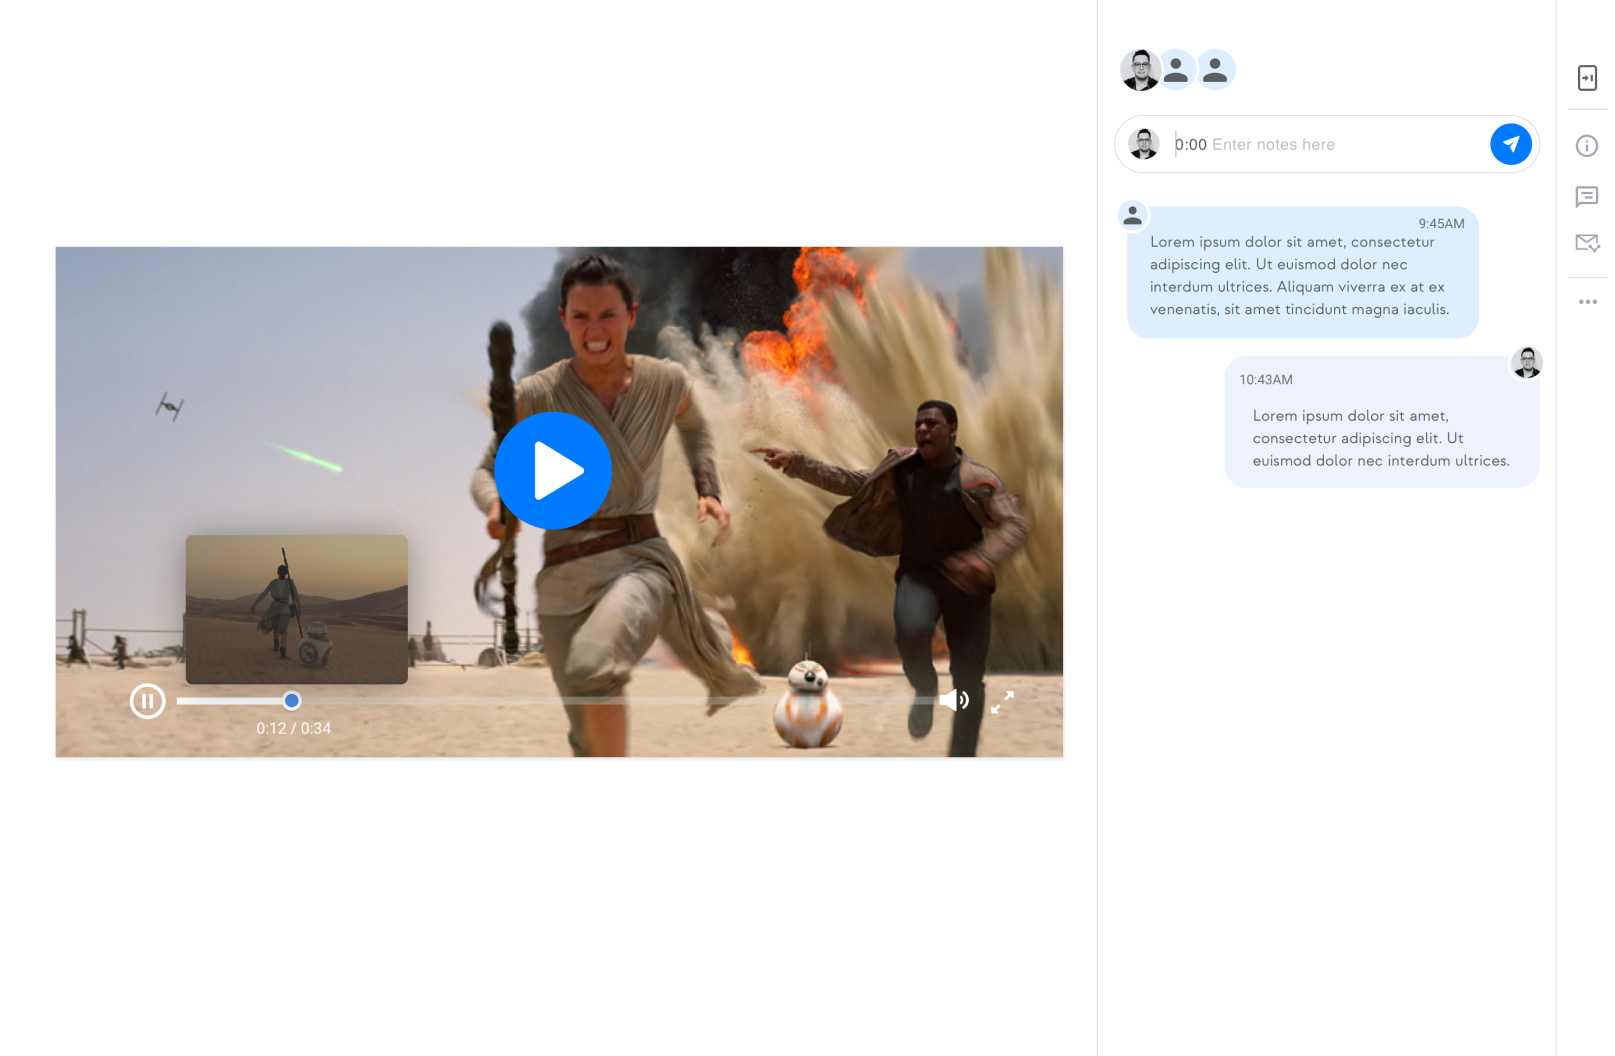 0:00 Enter notes here
9:45AM
Lorem ipsum dolor sit amet, consectetur
adipiscing elit. Ut euismod dolor nec
interdum ultrices. Aliquam viverra ex at ex
venenatis, sit amet tincidunt magna iaculis.
10:43AM
Lorem ipsum dolor sit amet,
consectetur adipiscing elit. Ut
euismod dolor nec interdum ultrices.
0:12 / 0:34